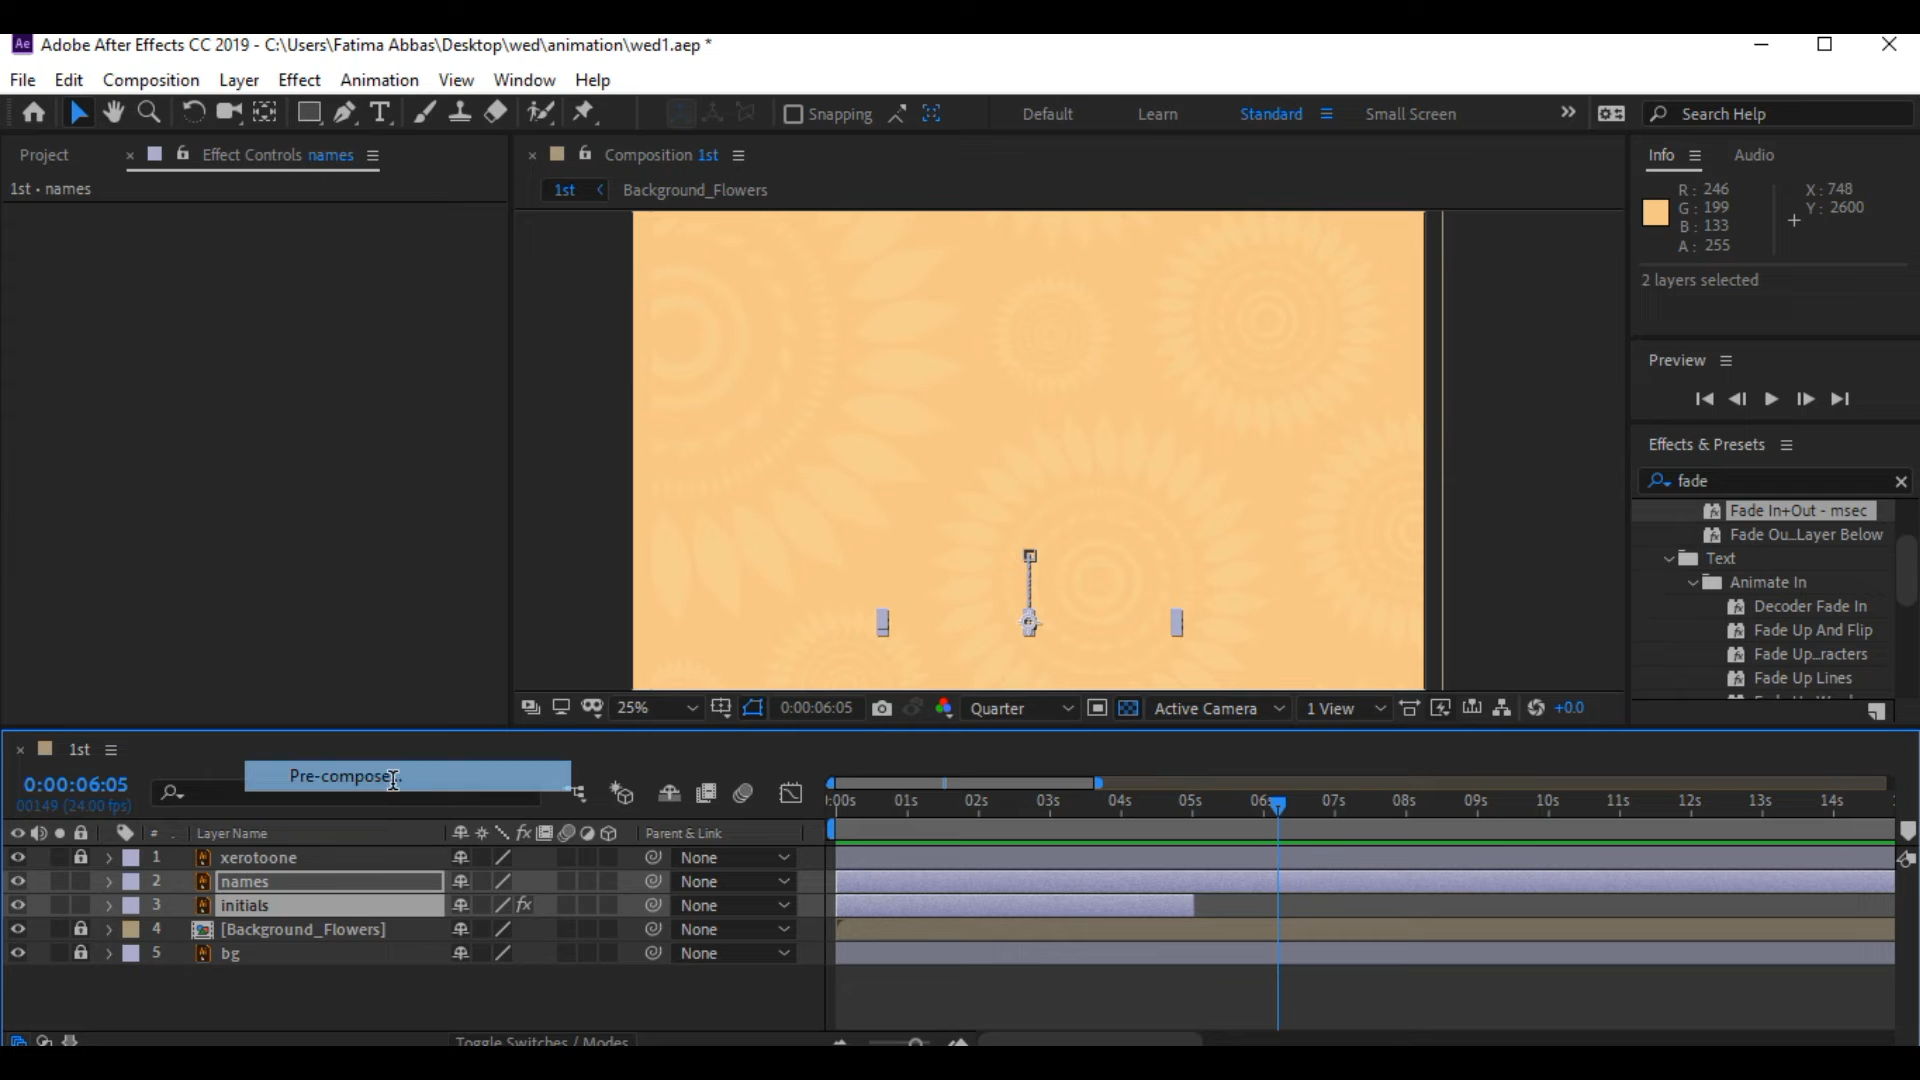 Ae Adobe After Effects CC 2019 - C:\Users\Fatima Abbas\Desktop\wed\animation\wed1.aep *
File Edit Composition Layer Effect Animation View Window Help
Snapping Default Learn Standard Small Screen Search Help
Project Effect Controls names Composition 1st Info Audio
1st • names
1st Background_Flowers
R: 246 X: 748
G: 199 Y: 2600
B: 133
A: 255
2 layers selected
Preview
Effects & Presets
fade
Fade In+Out - msec
Fade Ou...Layer Below
Text
Animate In
Decoder Fade In
Fade Up And Flip
Fade Up...racters
Fade Up Lines
25% 0:00:06:05 Quarter Active Camera 1 View +0.0
1st
0:00:06:05
00149 (24.00 fps)
Pre-compose...
:00s 01s 02s 03s 04s 05s 06s 07s 08s 09s 10s 11s 12s 13s 14s
# Layer Name fx Parent & Link
1 xerotoone None
2 names None
3 initials fx None
4 [Background_Flowers] None
5 bg None
Toggle Switches / Modes